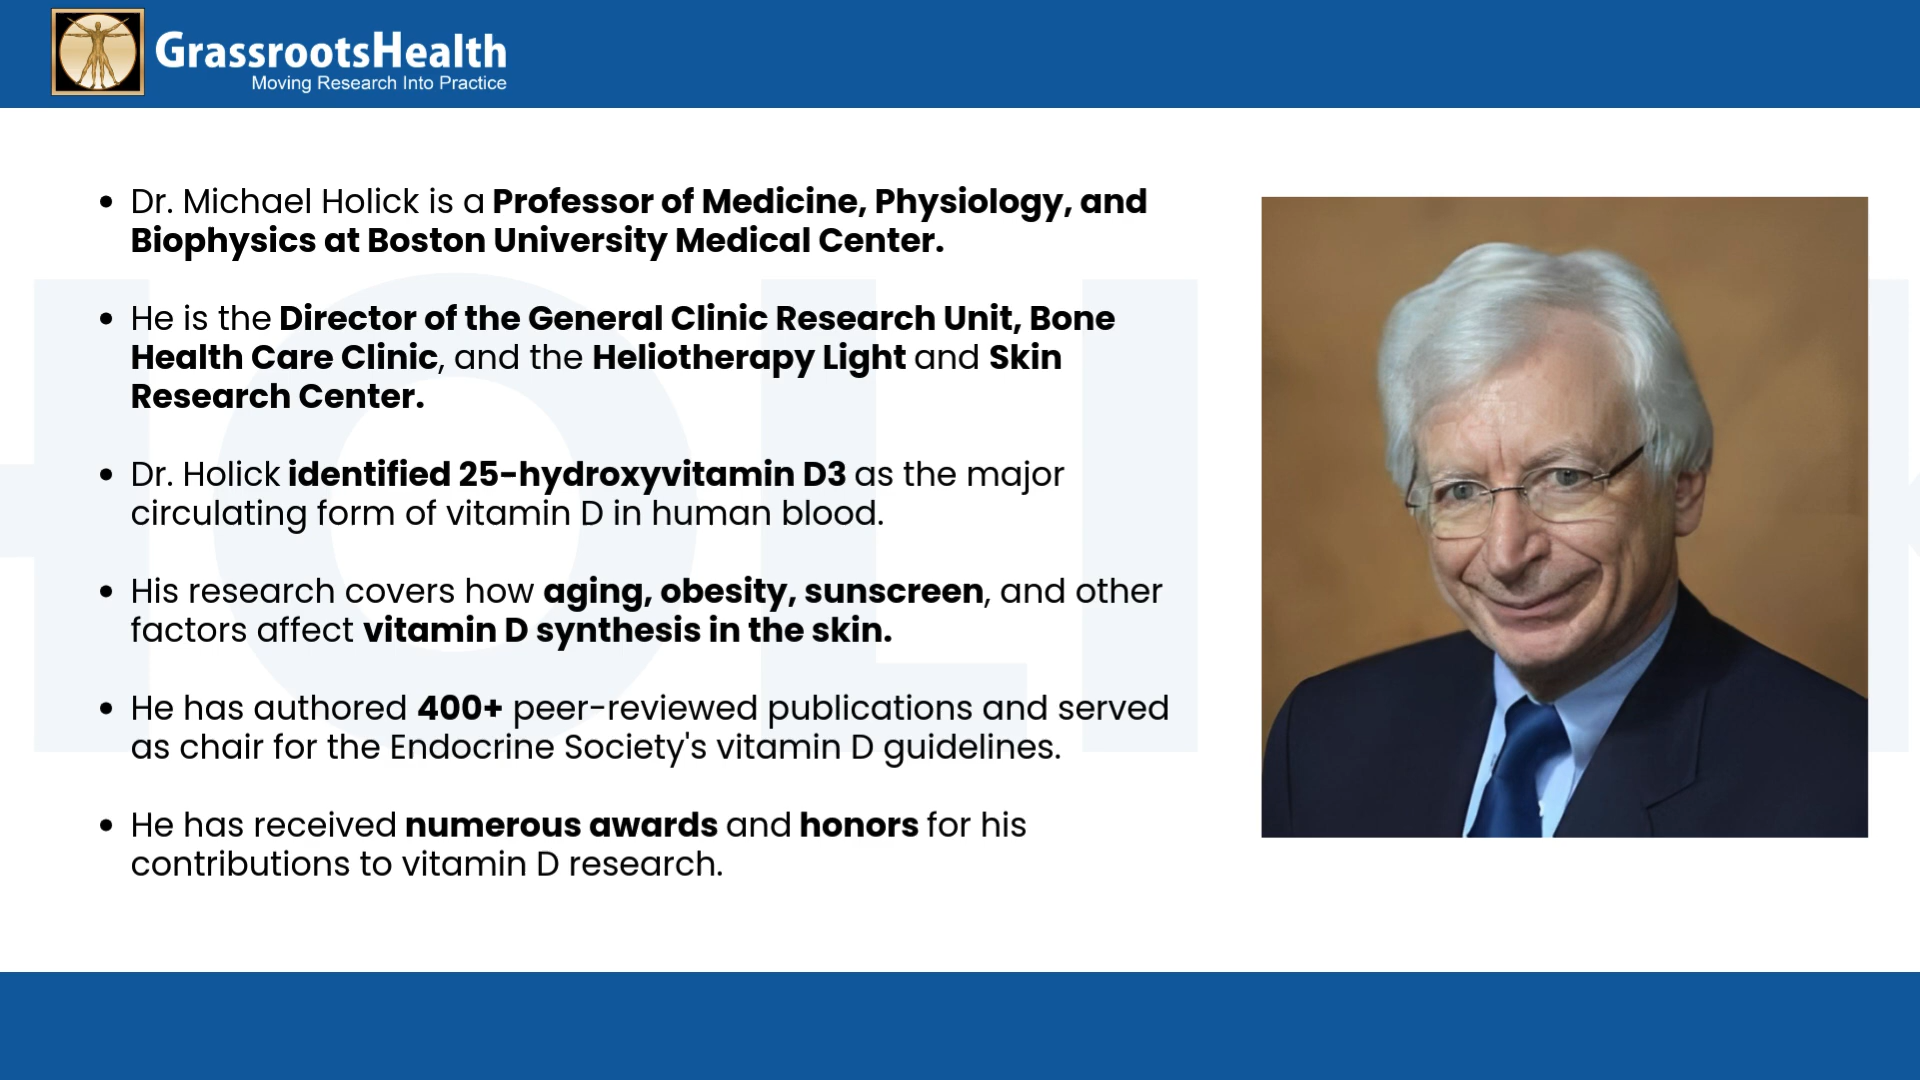 GrassrootsHealth
Moving Research Into Practice
• Dr. Michael Holick is a Professor of Medicine, Physiology, and
Biophysics at Boston University Medical Center.
• He is the Director of the General Clinic Research Unit, Bone
Health Care Clinic, and the Heliotherapy Light and Skin
Research Center.
• Dr. Holick identified 25-hydroxyvitamin D3 as the major
circulating form of vitamin D in human blood.
• His research covers how aging, obesity, sunscreen, and other
factors affect vitamin D synthesis in the skin.
• He has authored 400+ peer-reviewed publications and served
as chair for the Endocrine Society's vitamin D guidelines.
• He has received numerous awards and honors for his
contributions to vitamin D research.